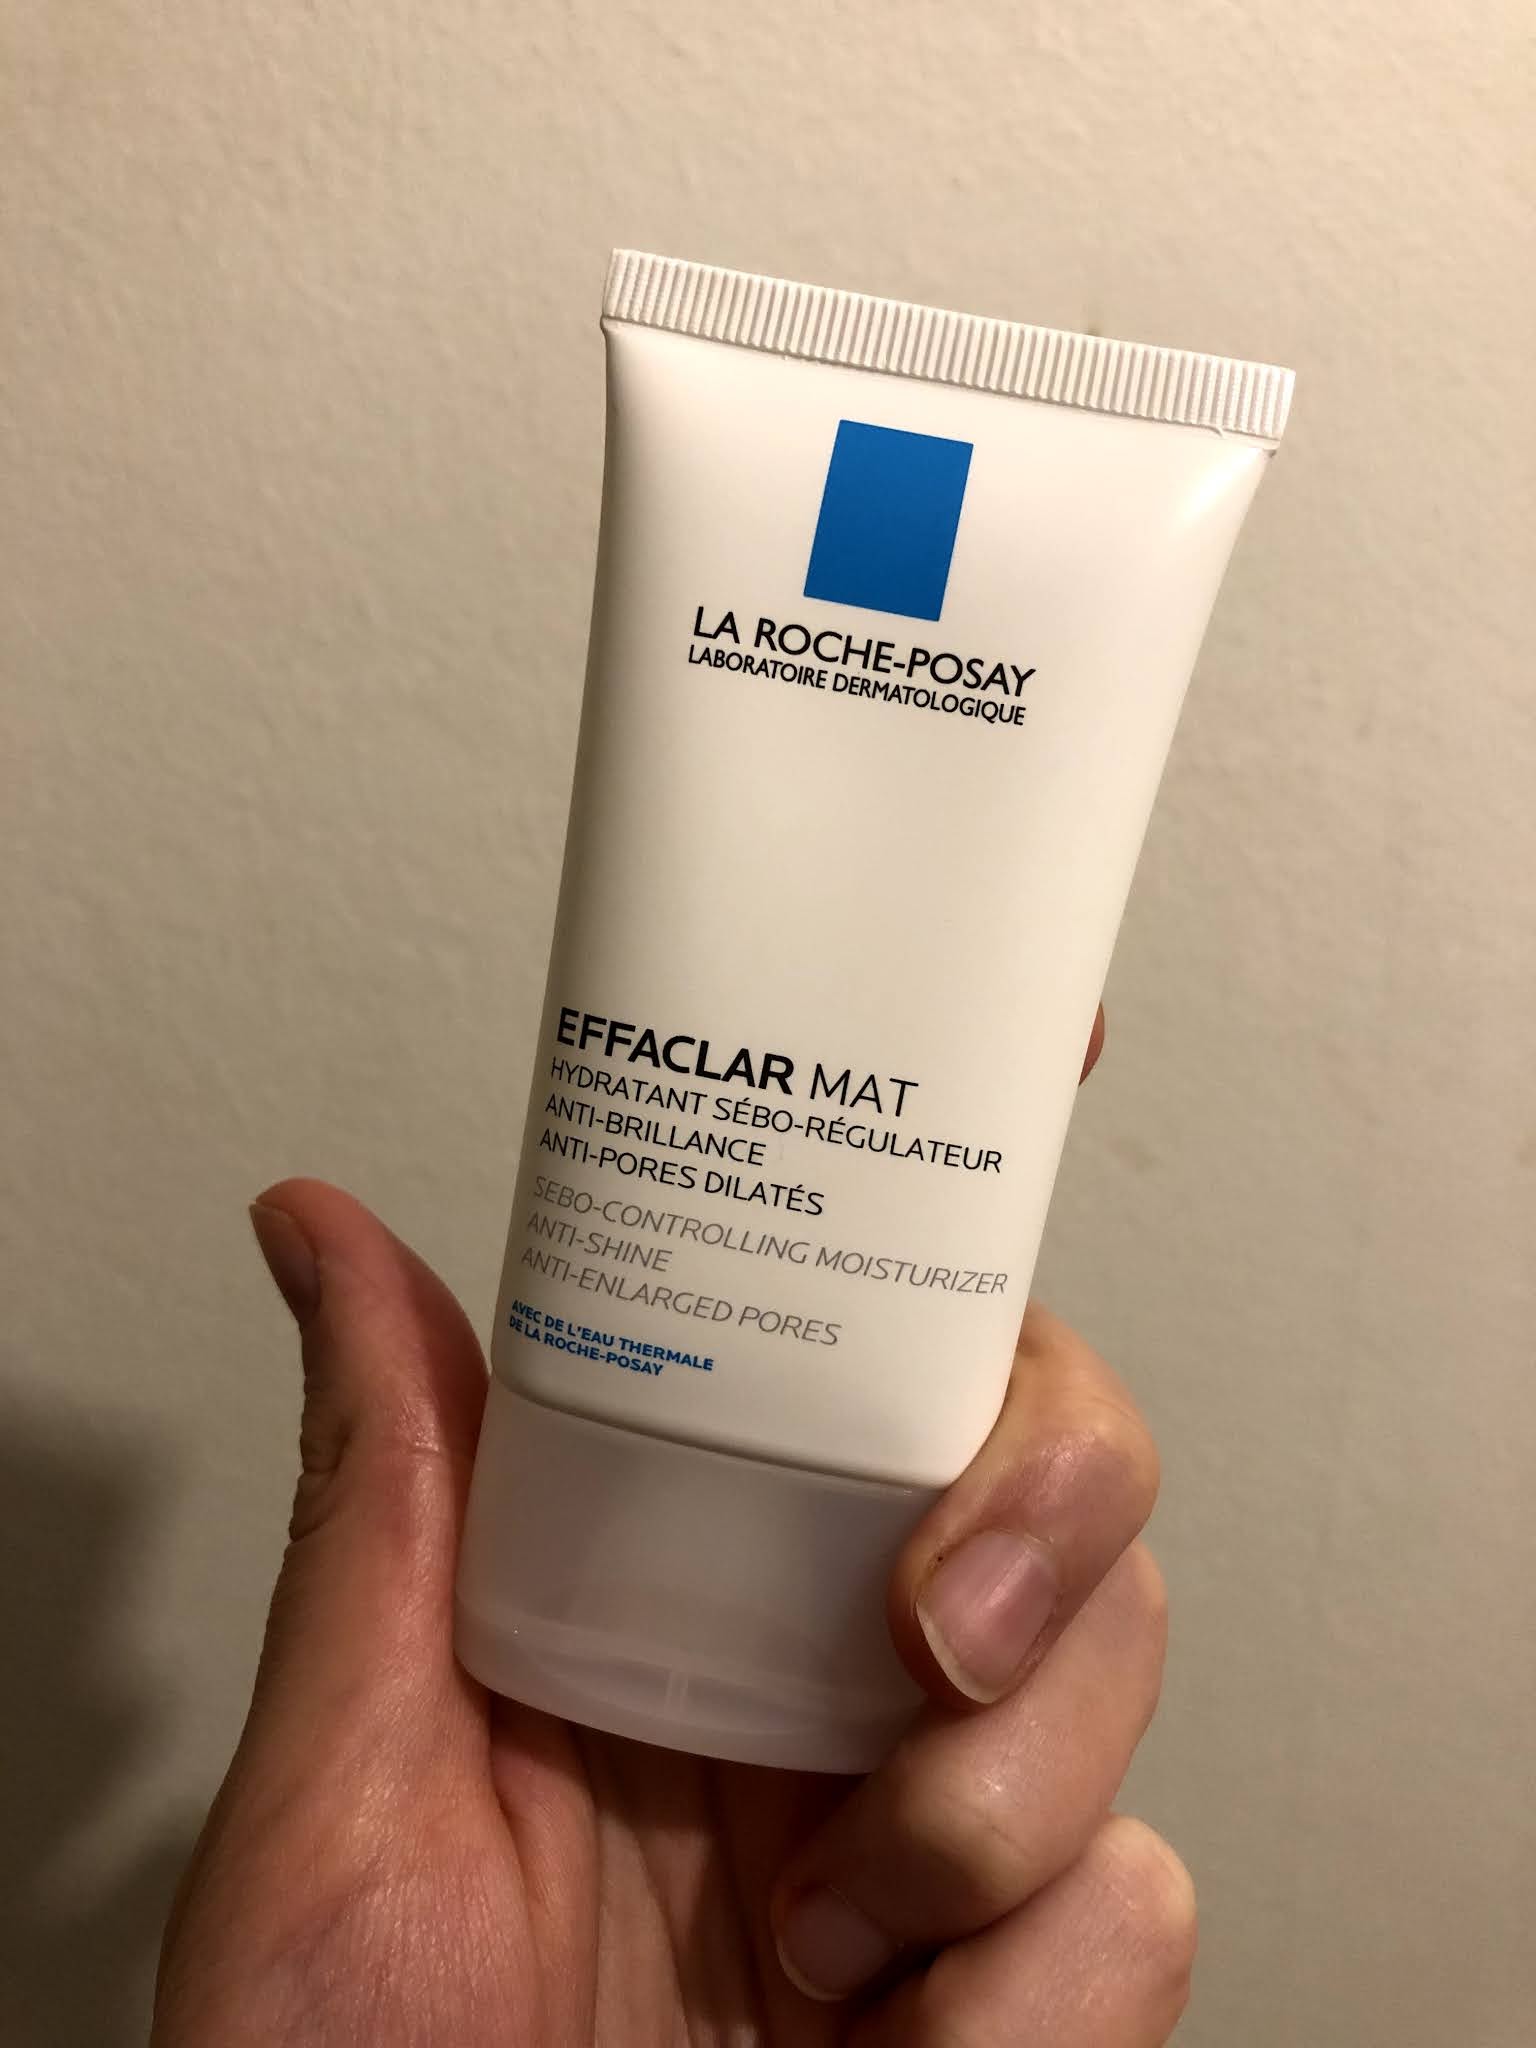 LA ROCHE-POSAY
LABORATOIRE DERMATOLOGIQUE
EFFACLAR MAT
HYDRATANT SÉBO-RÉGULATEUR
ANTI-BRILLANCE
ANTI-PORES DILATÉS
SEBO-CONTROLLING MOISTURIZER
ANTI-SHINE
ANTI-ENLARGED PORES
AVEC DE L'EAU THERMALE
DE LA ROCHE-POSAY